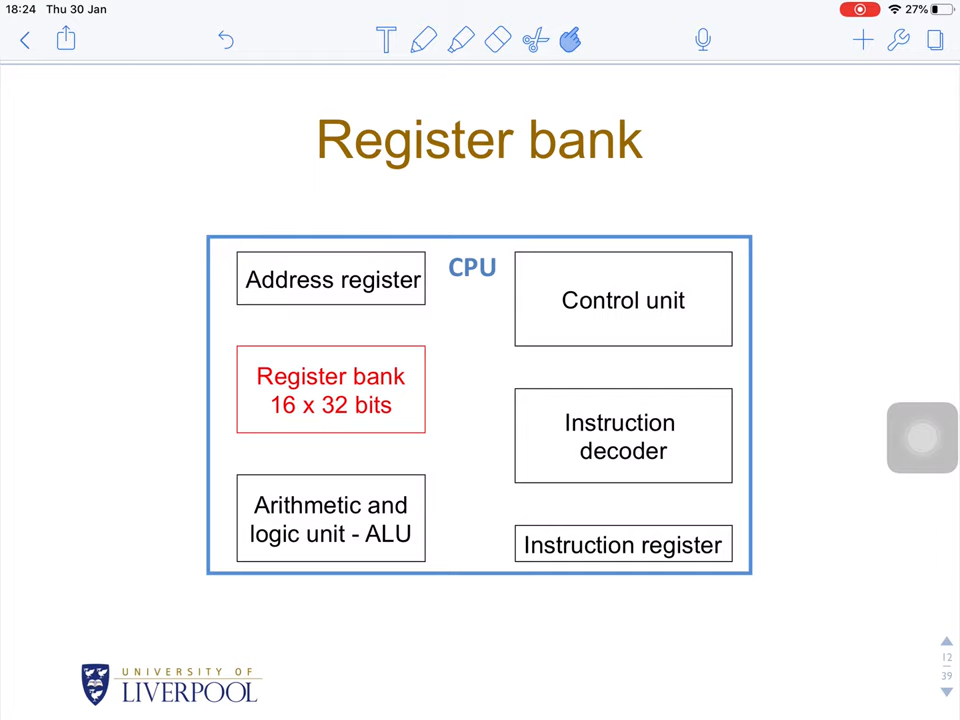 18:24 Thu 30 Jan
27%
T
Register bank
CPU
Address register
Register bank
16 x 32 bits
Arithmetic and
logic unit - ALU
Control unit
Instruction
decoder
Instruction register
UNIVERSITY OF
LIVERPOOL
12
39